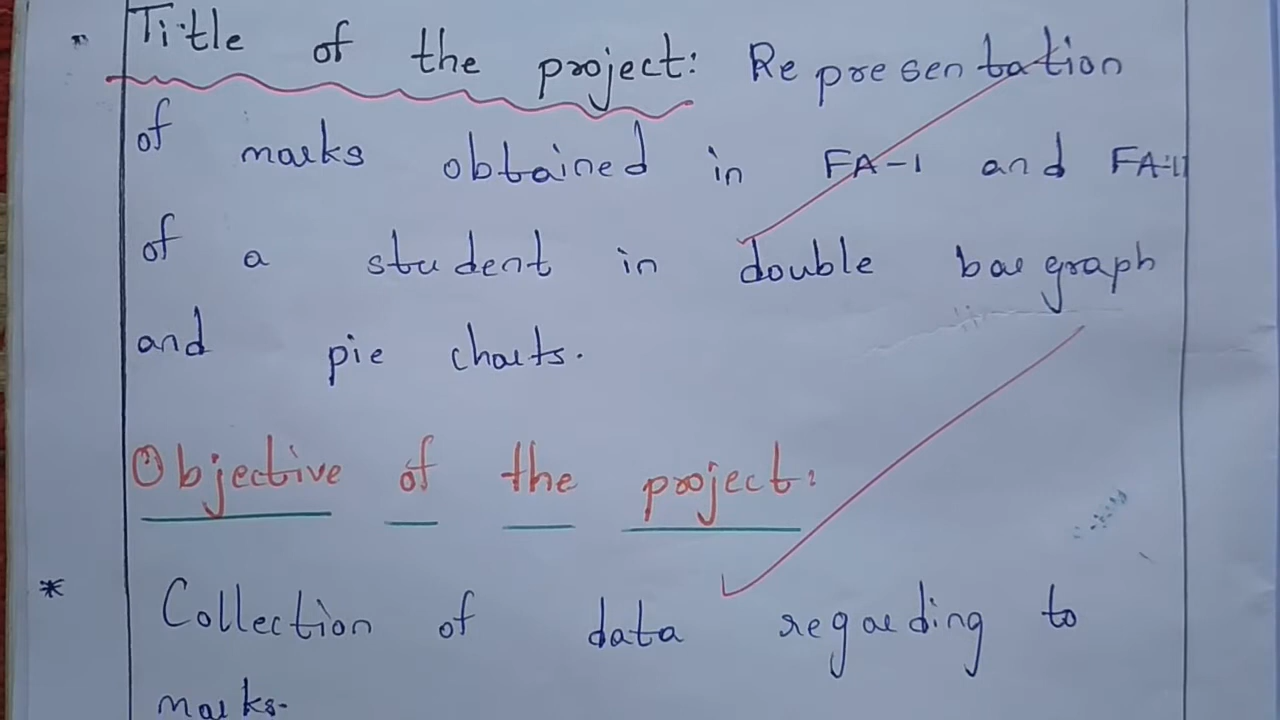 Title of the project: Representation
of marks obtained in FA-1 and FA-11
of a student in double bar graph
and pie charts.
Objective of the project:
* Collection of data regarding to
marks.